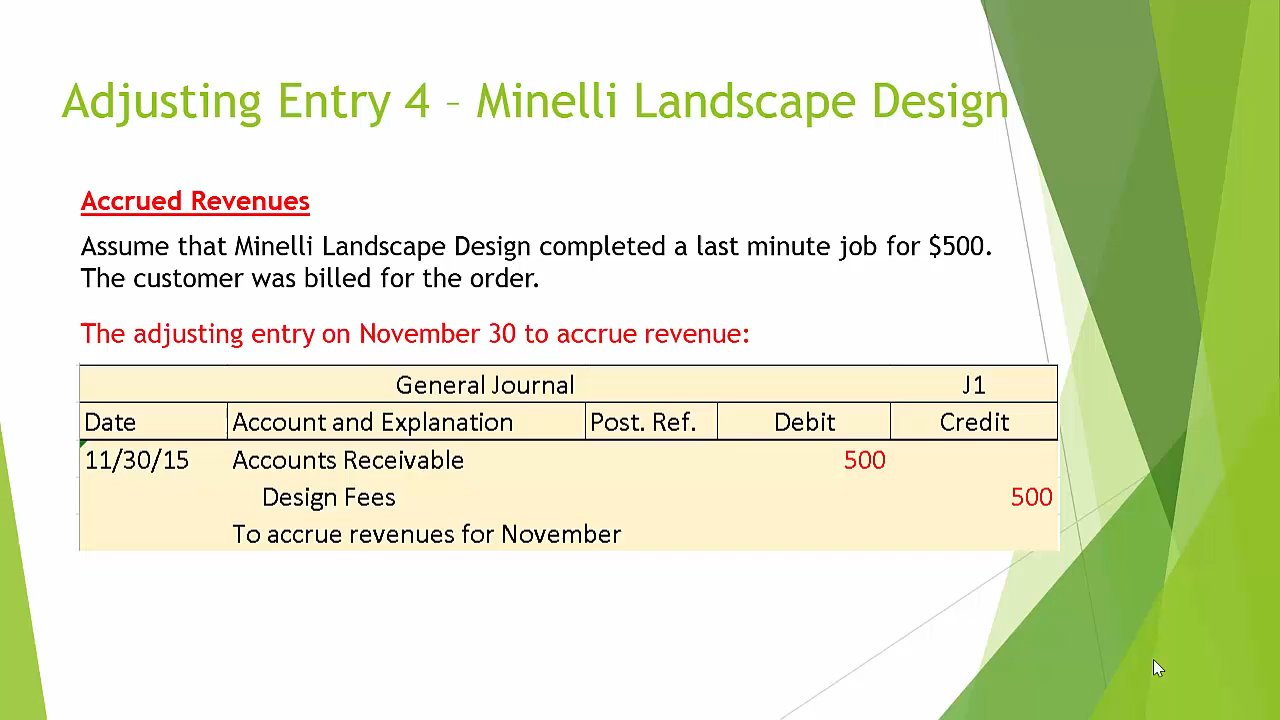 Adjusting Entry 4 – Minelli Landscape Design
Accrued Revenues
Assume that Minelli Landscape Design completed a last minute job for $500.
The customer was billed for the order.
The adjusting entry on November 30 to accrue revenue:
General Journal J1
Date Account and Explanation Post. Ref. Debit Credit
11/30/15 Accounts Receivable 500
Design Fees 500
To accrue revenues for November